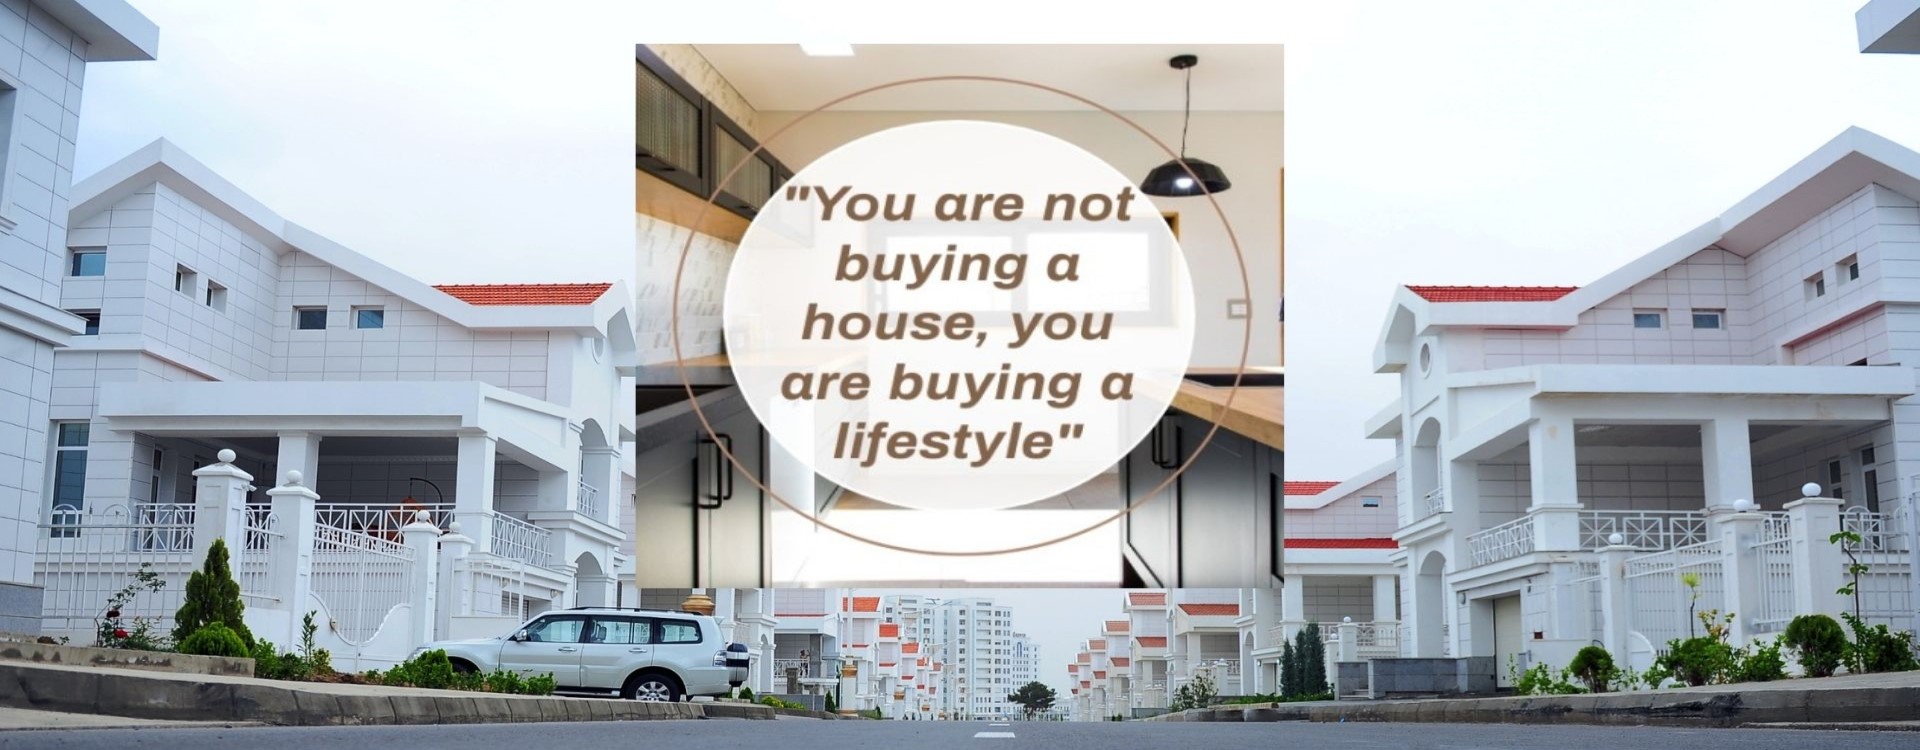 "You are not
buying a
house, you
are buying a
lifestyle"